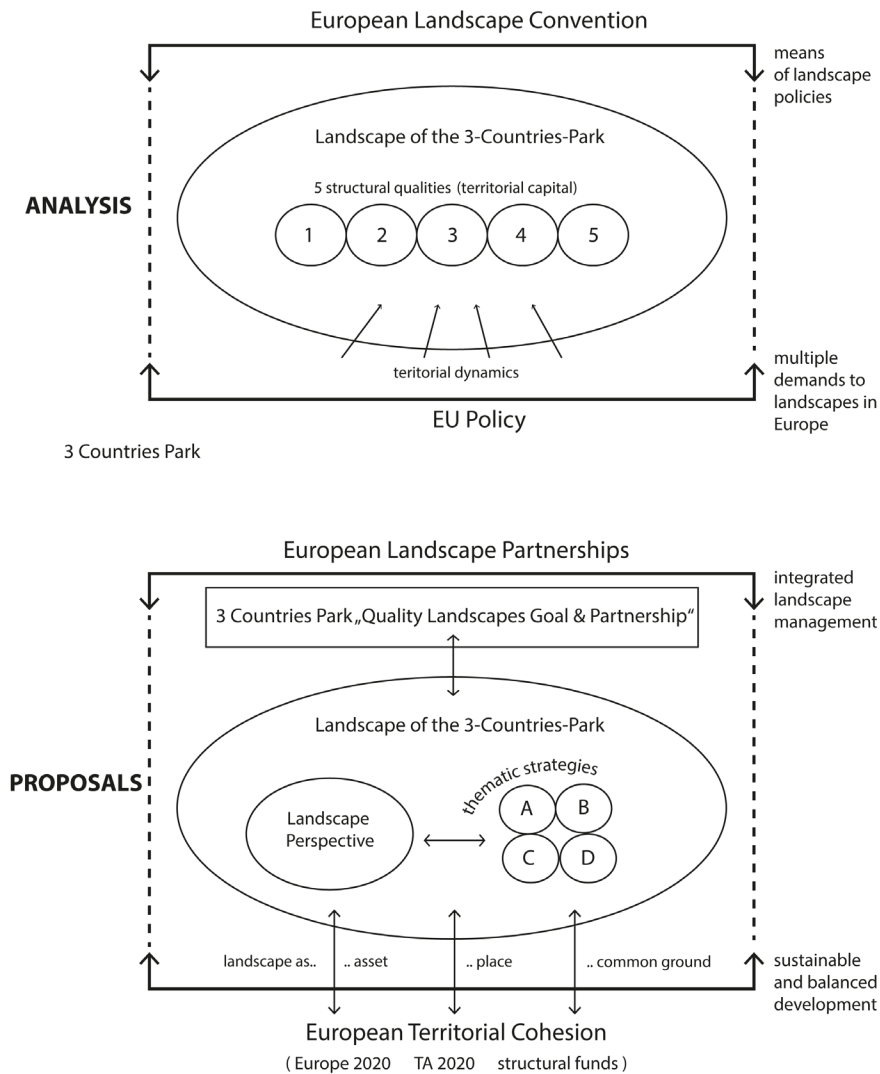 European Landscape Convention
means
of landscape
policies
Landscape of the 3-Countries-Park
5 structural qualities (territorial capital)
ANALYSIS
1 2 3 4 5
teritorial dynamics
multiple
demands to
landscapes in
Europe
EU Policy
3 Countries Park
European Landscape Partnerships
integrated
landscape
management
3 Countries Park „Quality Landscapes Goal & Partnership“
Landscape of the 3-Countries-Park
PROPOSALS
thematic strategies
Landscape
Perspective
A B
C D
landscape as.. .. asset .. place .. common ground
sustainable
and balanced
development
European Territorial Cohesion
( Europe 2020 TA 2020 structural funds )